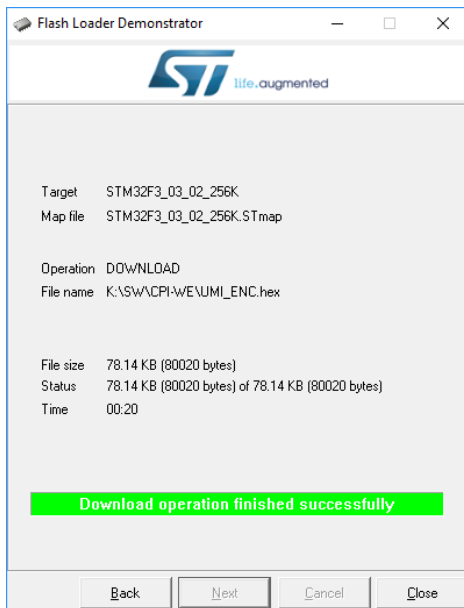 Flash Loader Demonstrator
ST life.augmented
Target STM32F3_03_02_256K
Map file STM32F3_03_02_256K.STmap
Operation DOWNLOAD
File name K:\SW\CPI-WE\UMI_ENC.hex
File size 78.14 KB (80020 bytes)
Status 78.14 KB (80020 bytes) of 78.14 KB (80020 bytes)
Time 00:20
Download operation finished successfully
Back Next Cancel Close